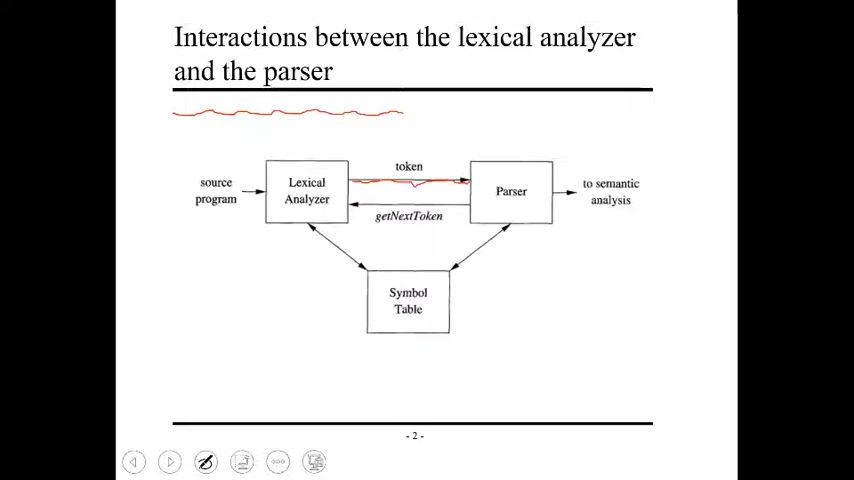 Interactions between the lexical analyzer
and the parser
token
source
program
Lexical
Analyzer
Parser
to semantic
analysis
getNextToken
Symbol
Table
- 2 -